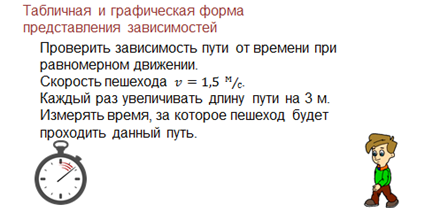 Табличная и графическая форма
представления зависимостей
Проверить зависимость пути от времени при
равномерном движении.
Скорость пешехода v = 1,5 м/с.
Каждый раз увеличивать длину пути на 3 м.
Измерять время, за которое пешеход будет
проходить данный путь.